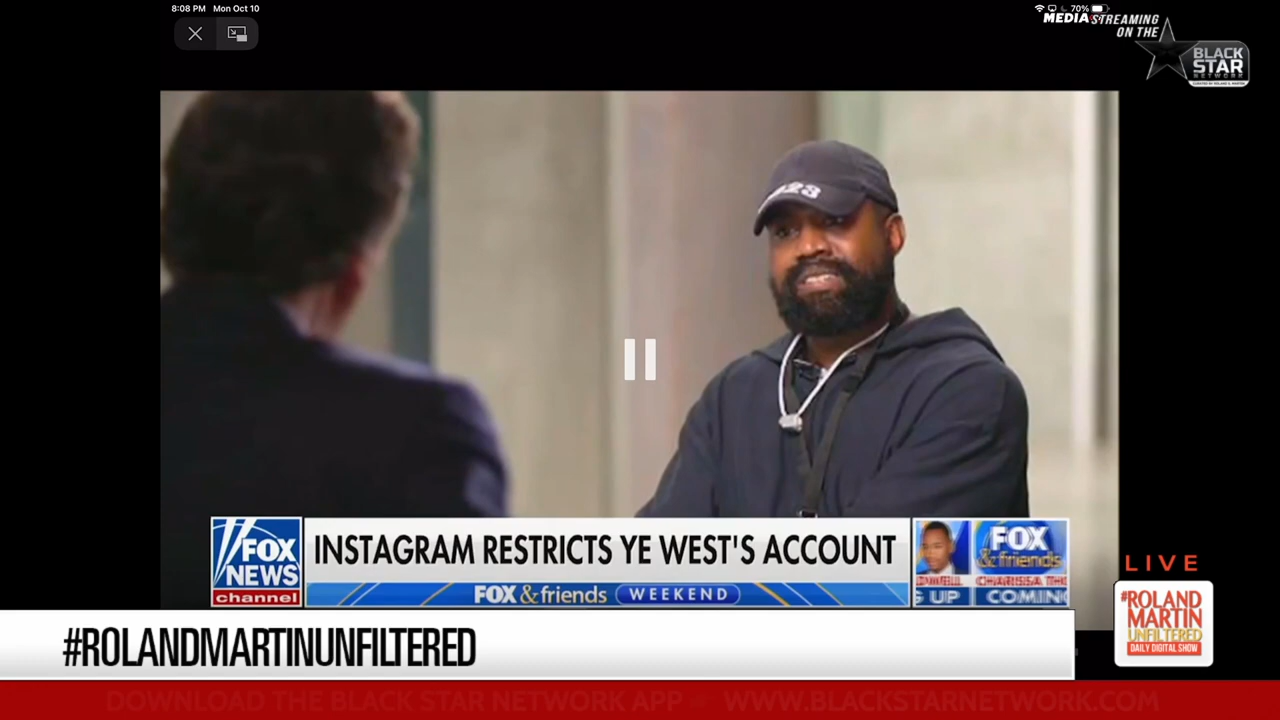 8:08 PM Mon Oct 10
70%
MEDIA
STREAMING
ON THE
BLACK
STAR
NETWORK
2023
FOX
NEWS
channel
INSTAGRAM RESTRICTS YE WEST'S ACCOUNT
FOX & friends WEEKEND
FOX
& friends
G UP
COMIN
LIVE
#ROLANDMARTINUNFILTERED
#ROLAND
MARTIN
UNFILTERED
DAILY DIGITAL SHOW
DOWNLOAD THE BLACK STAR NETWORK APP
WWW.BLACKSTARNETWORK.COM